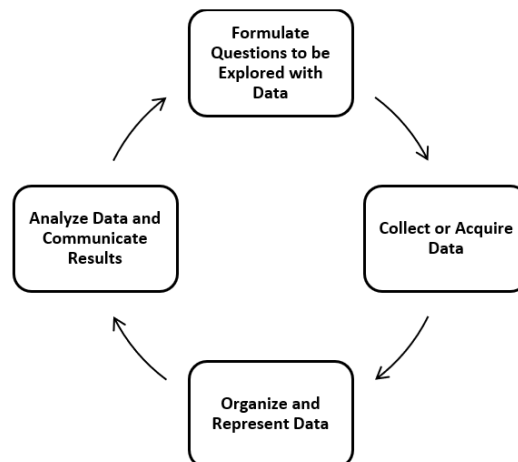 Formulate
Questions to be
Explored with
Data
Collect or Acquire
Data
Organize and
Represent Data
Analyze Data and
Communicate
Results